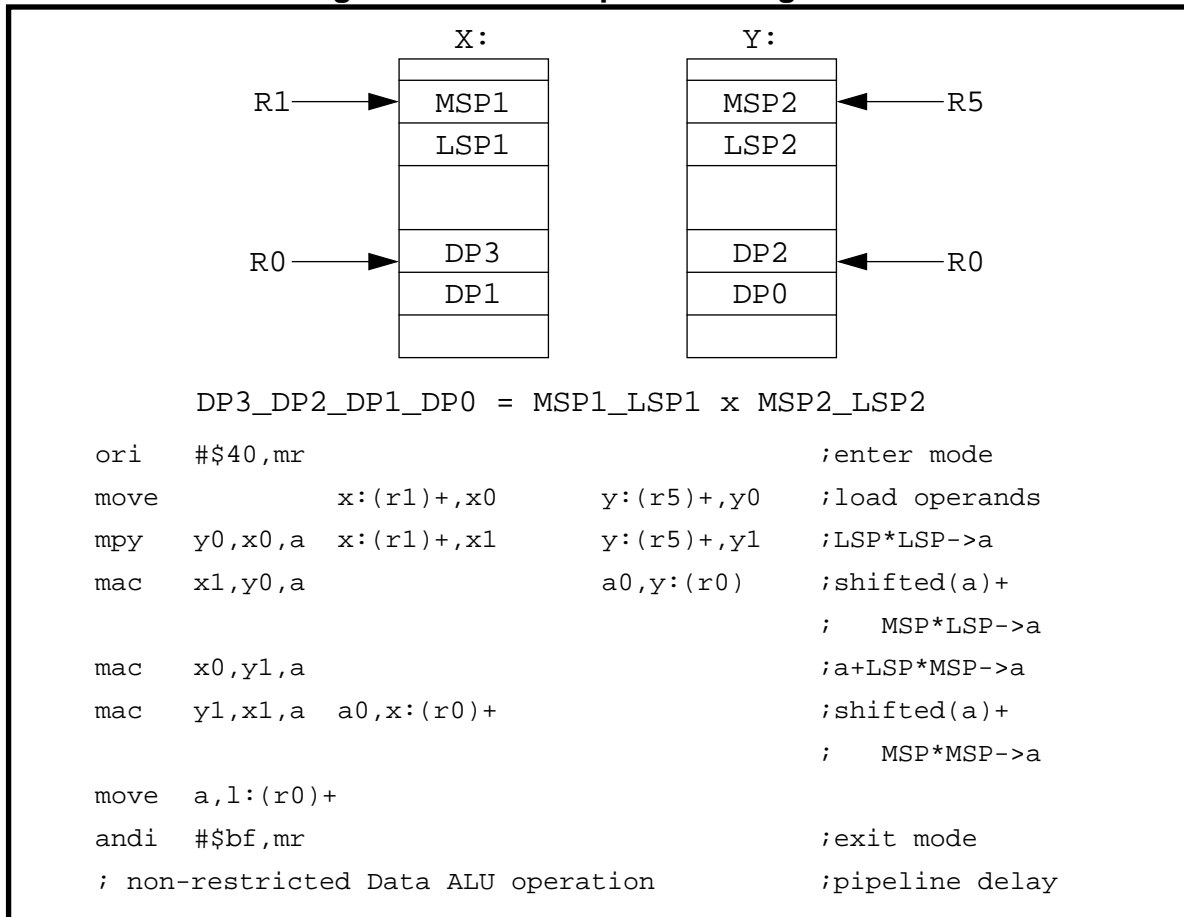 X: Y:
R1 MSP1 MSP2 R5
LSP1 LSP2
R0 DP3 DP2 R0
DP1 DP0
DP3_DP2_DP1_DP0 = MSP1_LSP1 x MSP2_LSP2
ori #$40,mr ;enter mode
move x:(r1)+,x0 y:(r5)+,y0 ;load operands
mpy y0,x0,a x:(r1)+,x1 y:(r5)+,y1 ;LSP*LSP->a
mac x1,y0,a a0,y:(r0) ;shifted(a)+
; MSP*LSP->a
mac x0,y1,a ;a+LSP*MSP->a
mac y1,x1,a a0,x:(r0)+ ;shifted(a)+
; MSP*MSP->a
move a,l:(r0)+
andi #$bf,mr ;exit mode
; non-restricted Data ALU operation ;pipeline delay